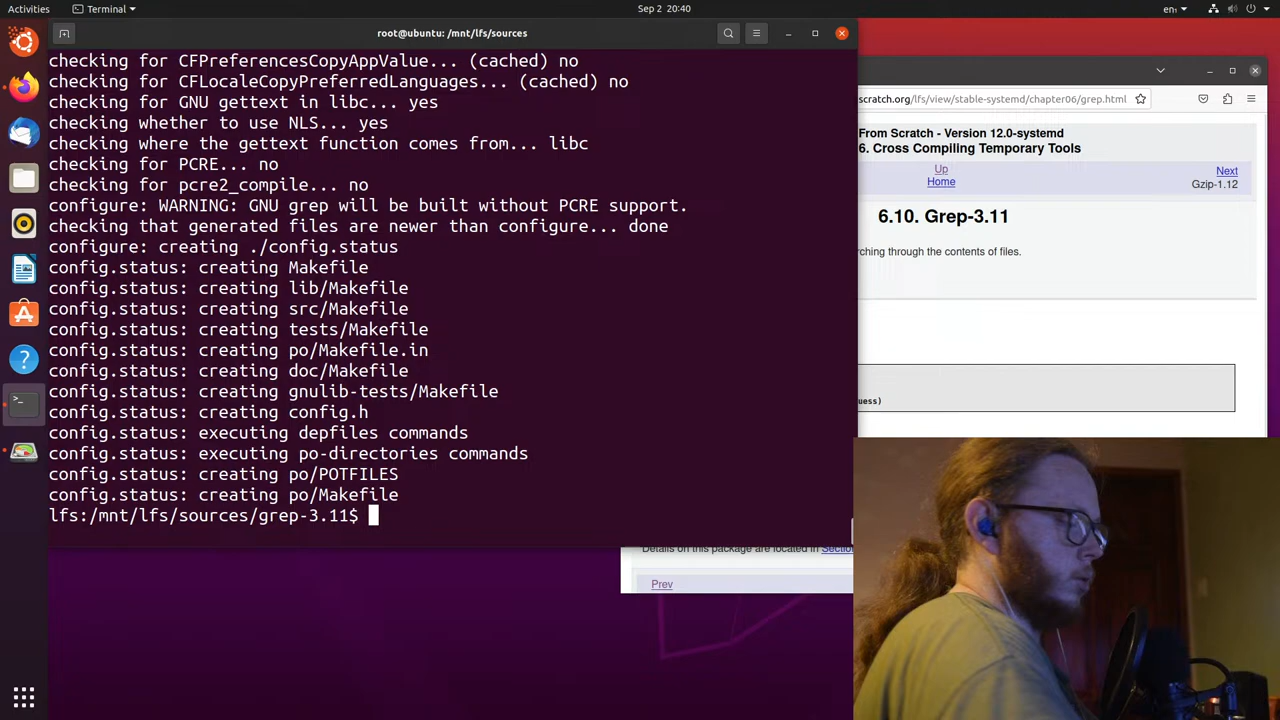 Activities
Terminal
Sep 2 20:40
en
root@ubuntu: /mnt/lfs/sources
checking for CFPreferencesCopyAppValue... (cached) no
checking for CFLocaleCopyPreferredLanguages... (cached) no
checking for GNU gettext in libc... yes
checking whether to use NLS... yes
checking where the gettext function comes from... libc
checking for PCRE... no
checking for pcre2_compile... no
configure: WARNING: GNU grep will be built without PCRE support.
checking that generated files are newer than configure... done
configure: creating ./config.status
config.status: creating Makefile
config.status: creating lib/Makefile
config.status: creating src/Makefile
config.status: creating tests/Makefile
config.status: creating po/Makefile.in
config.status: creating doc/Makefile
config.status: creating gnulib-tests/Makefile
config.status: creating config.h
config.status: executing depfiles commands
config.status: executing po-directories commands
config.status: creating po/POTFILES
config.status: creating po/Makefile
lfs:/mnt/lfs/sources/grep-3.11$
scratch.org/lfs/view/stable-systemd/chapter06/grep.html
From Scratch - Version 12.0-systemd
6. Cross Compiling Temporary Tools
Up
Home
Next
Gzip-1.12
6.10. Grep-3.11
rching through the contents of files.
uess)
Details on this package are located in Section
Prev